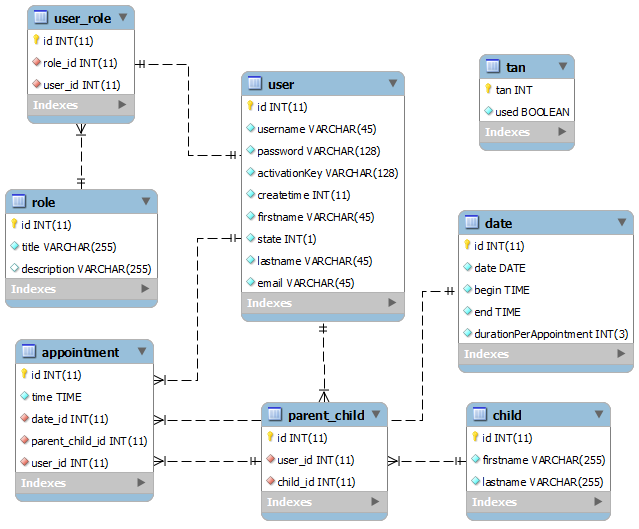 user_role
id INT(11)
role_id INT(11)
user_id INT(11)
Indexes
user
id INT(11)
username VARCHAR(45)
password VARCHAR(128)
activationKey VARCHAR(128)
createtime INT(11)
firstname VARCHAR(45)
state INT(1)
lastname VARCHAR(45)
email VARCHAR(45)
Indexes
tan
tan INT
used BOOLEAN
Indexes
role
id INT(11)
title VARCHAR(255)
description VARCHAR(255)
Indexes
date
id INT(11)
date DATE
begin TIME
end TIME
durationPerAppointment INT(3)
Indexes
appointment
id INT(11)
time TIME
date_id INT(11)
parent_child_id INT(11)
user_id INT(11)
Indexes
parent_child
id INT(11)
user_id INT(11)
child_id INT(11)
Indexes
child
id INT(11)
firstname VARCHAR(255)
lastname VARCHAR(255)
Indexes